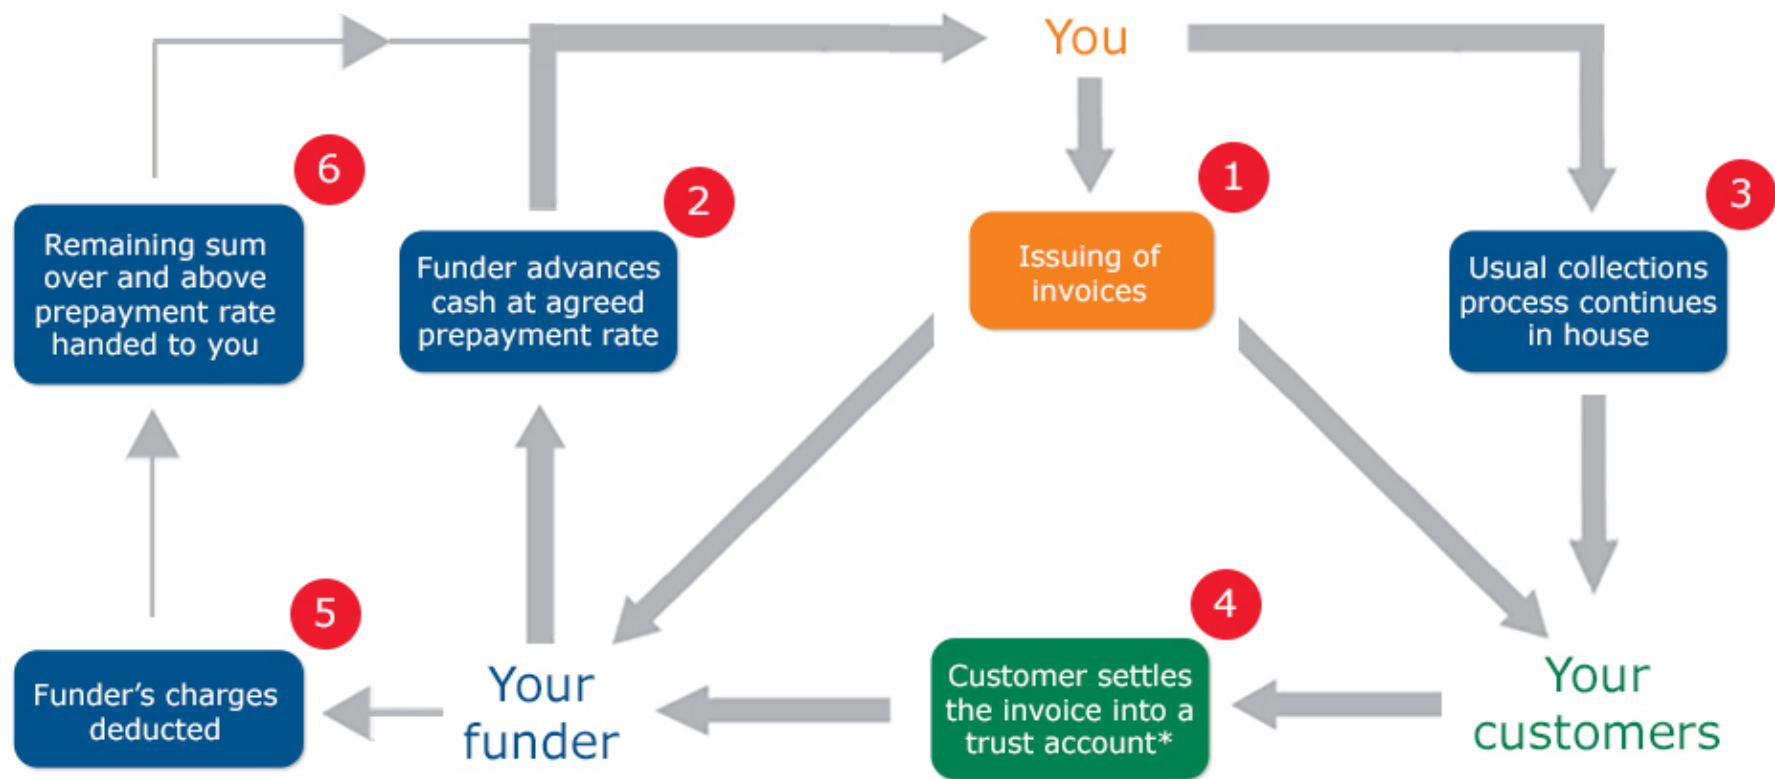 You
6
2
1
3
Remaining sum
over and above
prepayment rate
handed to you
Funder advances
cash at agreed
prepayment rate
Issuing of
invoices
Usual collections
process continues
in house
5
4
Funder's charges
deducted
Your
funder
Customer settles
the invoice into a
trust account*
Your
customers